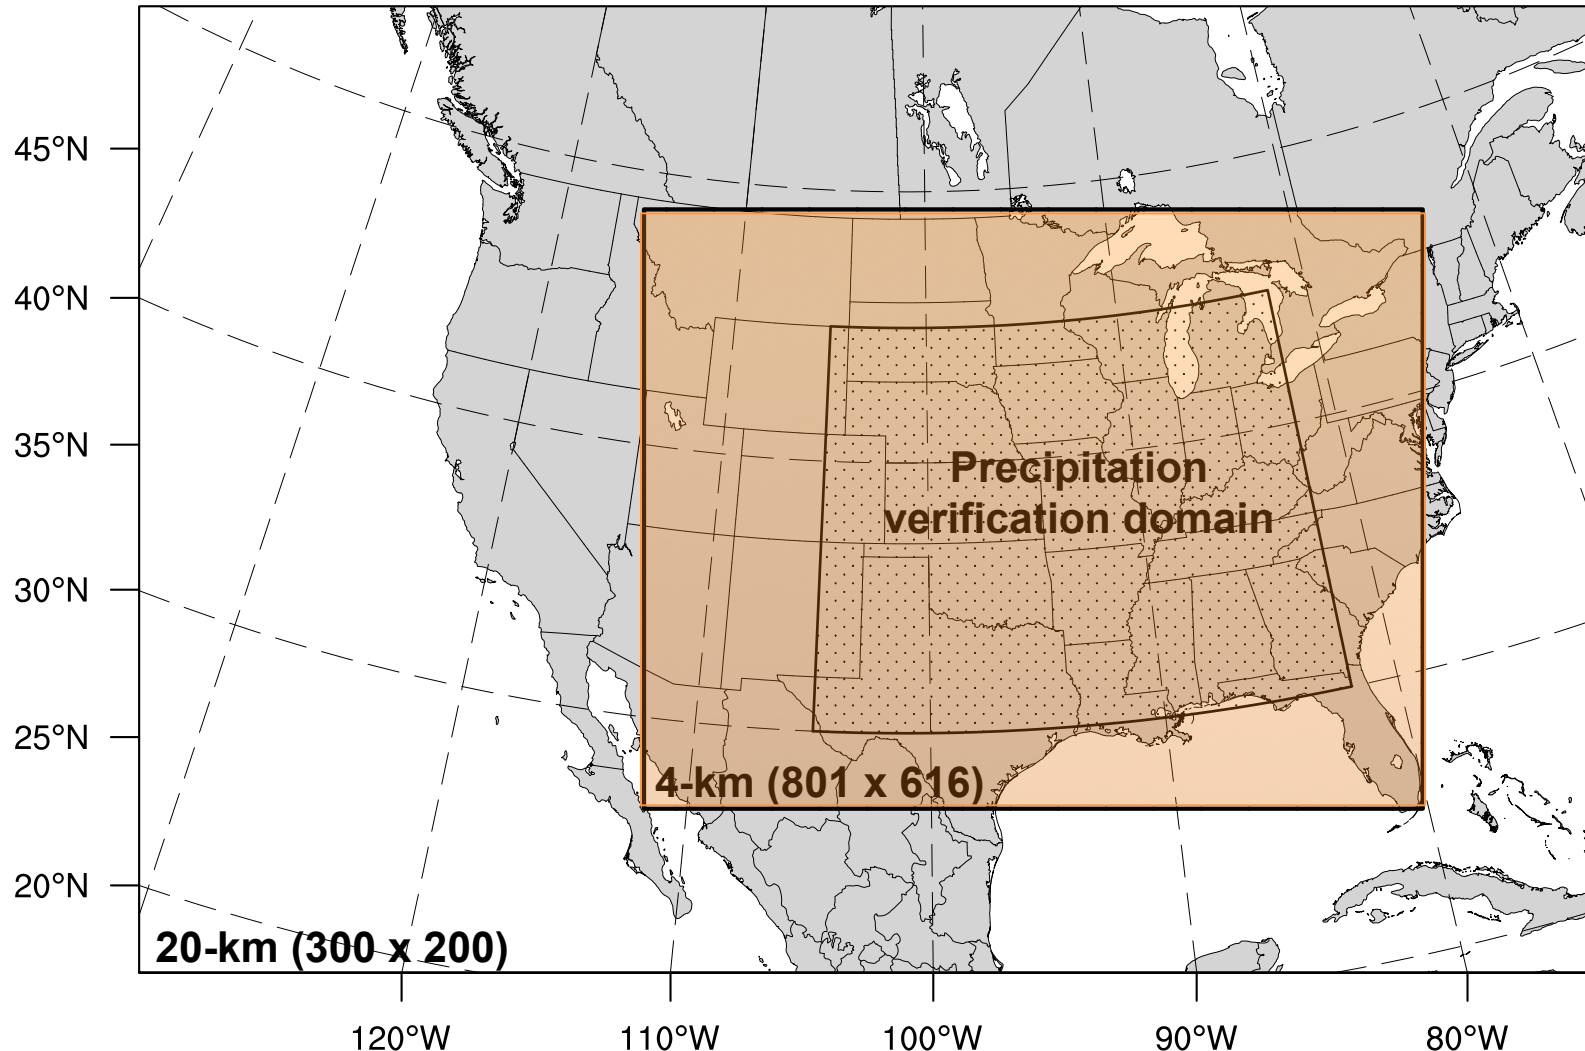 45°N
40°N
35°N
30°N
25°N
20°N
Precipitation
verification domain
4-km (801 x 616)
20-km (300 x 200)
120°W
110°W
100°W
90°W
80°W